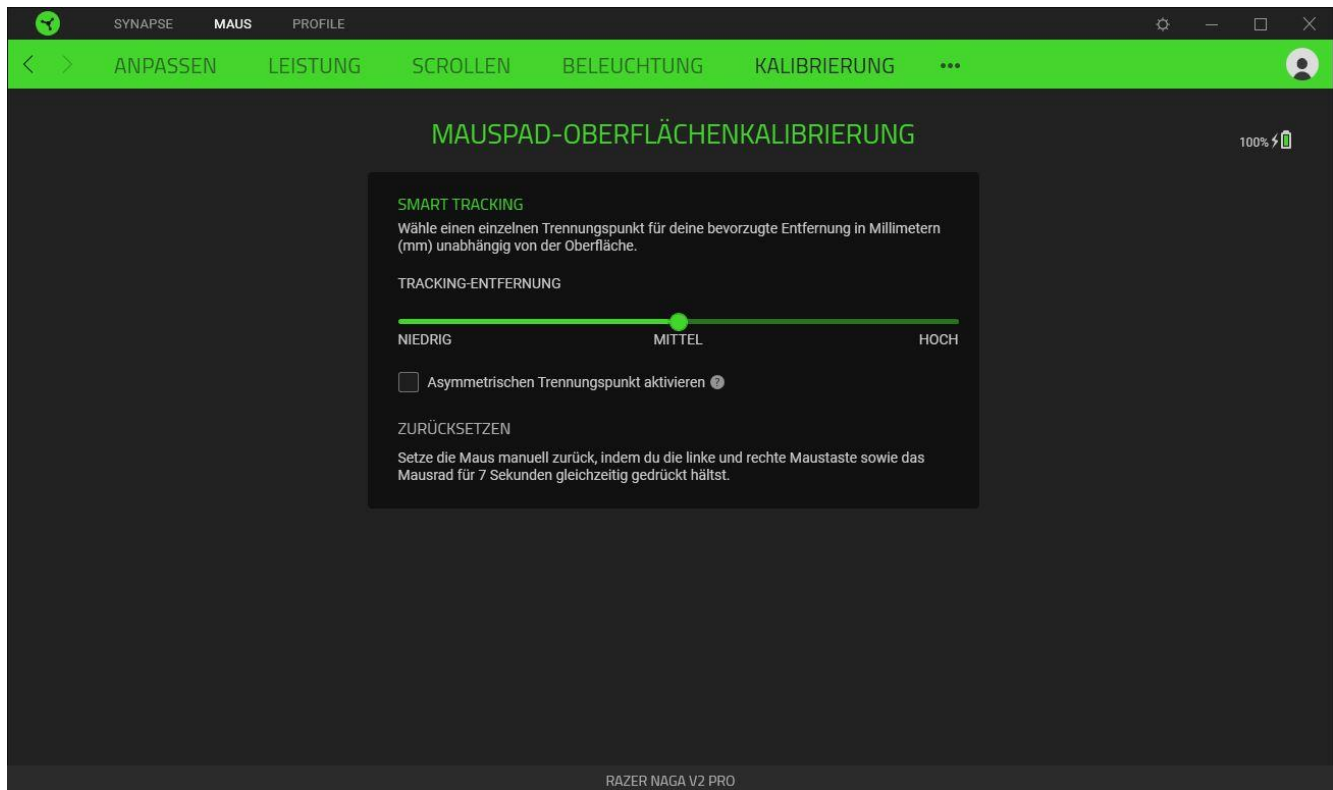 SYNAPSE MAUS PROFILE
ANPASSEN LEISTUNG SCROLLEN BELEUCHTUNG KALIBRIERUNG •••
MAUSPAD-OBERFLÄCHENKALIBRIERUNG
100%
SMART TRACKING
Wähle einen einzelnen Trennungspunkt für deine bevorzugte Entfernung in Millimetern
(mm) unabhängig von der Oberfläche.
TRACKING-ENTFERNUNG
NIEDRIG MITTEL HOCH
Asymmetrischen Trennungspunkt aktivieren ?
ZURÜCKSETZEN
Setze die Maus manuell zurück, indem du die linke und rechte Maustaste sowie das
Mausrad für 7 Sekunden gleichzeitig gedrückt hältst.
RAZER NAGA V2 PRO